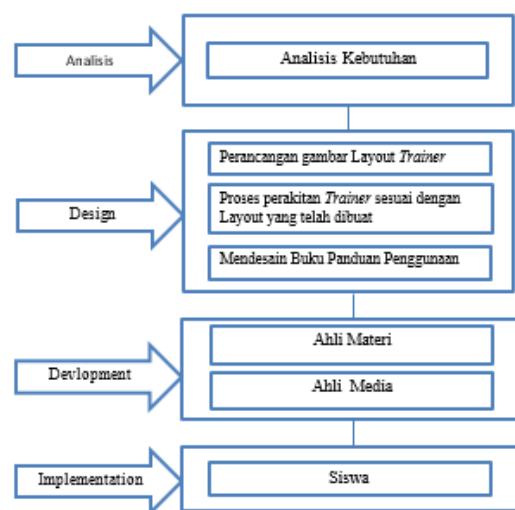 Analisis
Analisis Kebutuhan
Perancangan gambar Layout Trainer
Proses perakitan Trainer sesuai dengan
Layout yang telah dibuat
Design
Mendesain Buku Panduan Penggunaan
Ahli Materi
Devlopment
Ahli Media
Implementation
Siswa